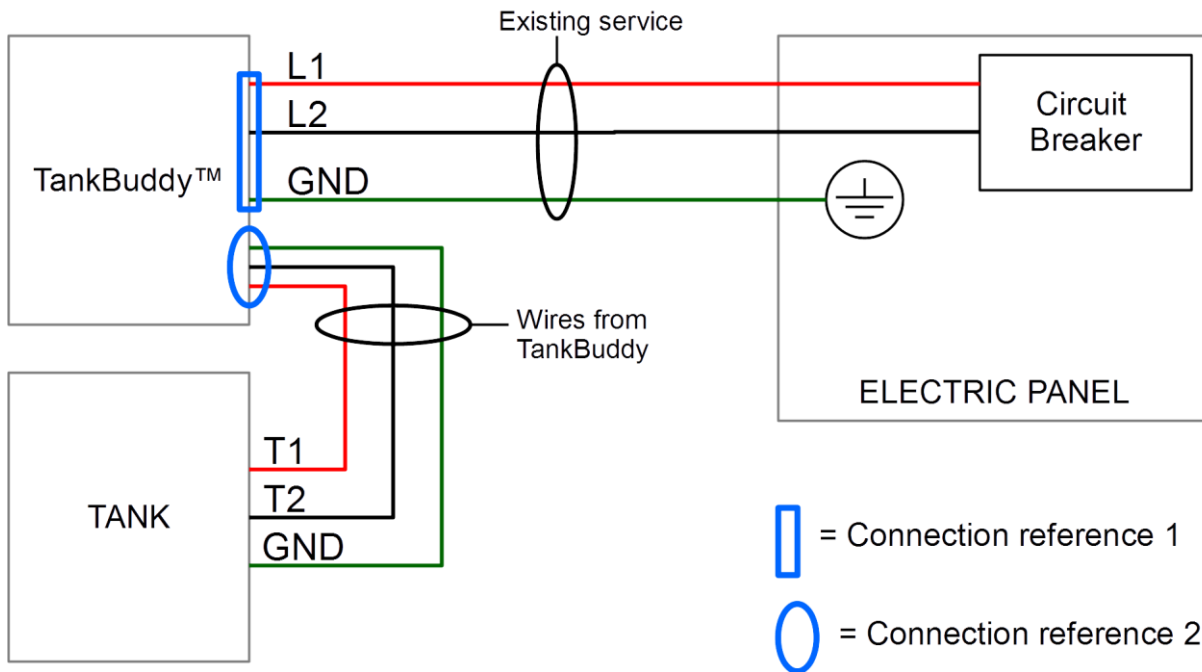 Existing service
L1
L2
GND
TankBuddy™
Circuit
Breaker
Wires from
TankBuddy
ELECTRIC PANEL
T1
T2
GND
TANK
= Connection reference 1
= Connection reference 2